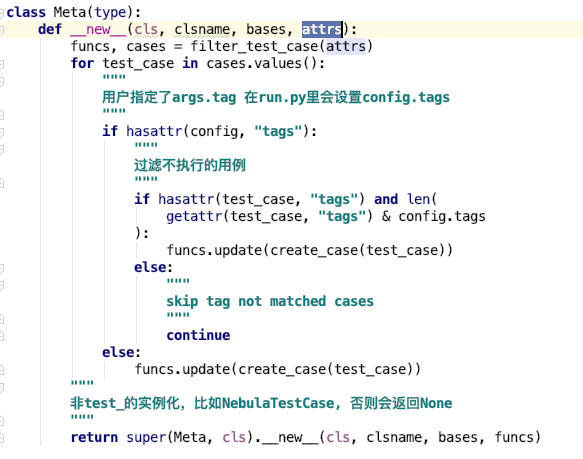 class Meta(type):
    def __new__(cls, clsname, bases, attrs):
        funcs, cases = filter_test_case(attrs)
        for test_case in cases.values():
            """
            用户指定了args.tag 在run.py里会设置config.tags
            """
            if hasattr(config, "tags"):
                """
                过滤不执行的用例
                """
                if hasattr(test_case, "tags") and len(
                    getattr(test_case, "tags") & config.tags
                ):
                    funcs.update(create_case(test_case))
                else:
                    """
                    skip tag not matched cases
                    """
                    continue
            else:
                funcs.update(create_case(test_case))
        """
        非test_的实例化，比如NebulaTestCase, 否则会返回None
        """
        return super(Meta, cls).__new__(cls, clsname, bases, funcs)